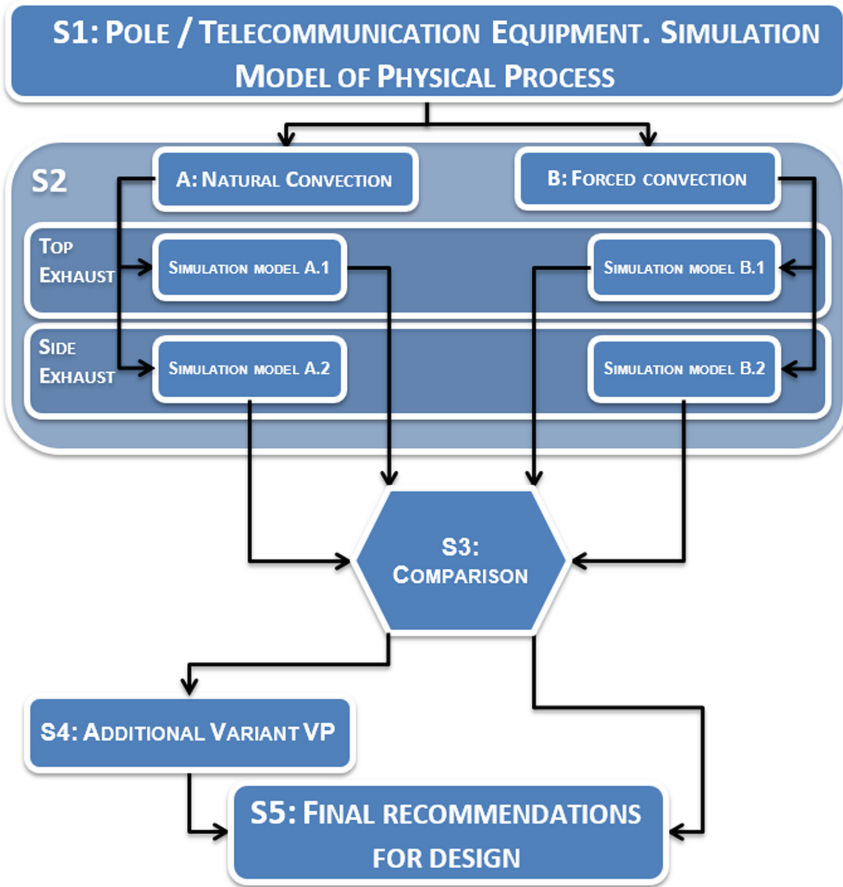 S1: Pole / Telecommunication Equipment. Simulation
Model of Physical Process
S2
A: Natural Convection
B: Forced convection
Top
Exhaust
Simulation model A.1
Simulation model B.1
Side
Exhaust
Simulation model A.2
Simulation model B.2
S3:
Comparison
S4: Additional Variant VP
S5: Final recommendations
for design